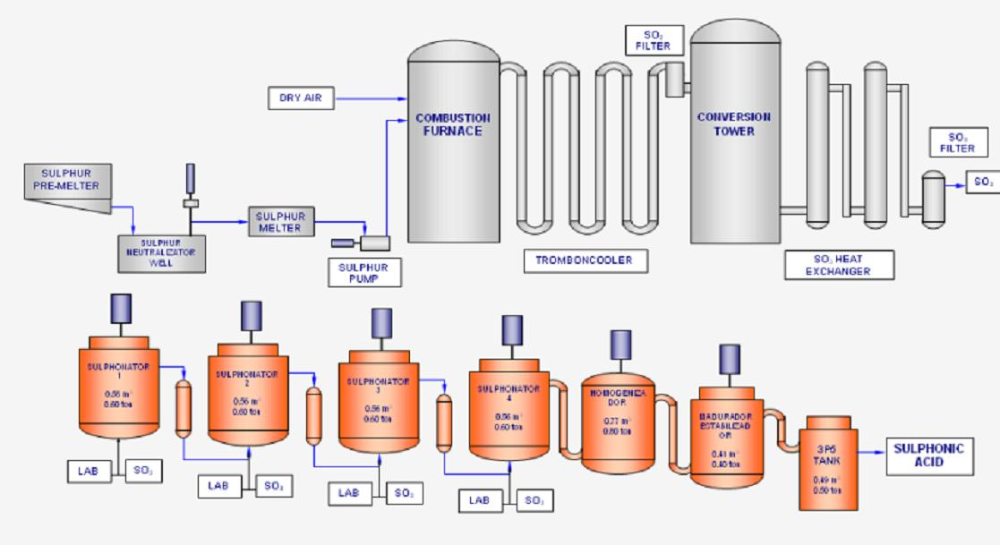 SO₂
FILTER
DRY AIR
COMBUSTION
FURNACE
CONVERSION
TOWER
SO₃
FILTER
SO₃
SULPHUR
PRE-MELTER
SULPHUR
NEUTRALIZATOR
WELL
SULPHUR
MELTER
SULPHUR
PUMP
TROMBONCOOLER
SO₃ HEAT
EXCHANGER
SULPHONATOR
1
0.56 m³
0.60 ton
LAB
SO₃
SULPHONATOR
2
0.56 m³
0.60 ton
LAB
SO₃
SULPHONATOR
3
0.56 m³
0.60 ton
LAB
SO₃
SULPHONATOR
4
0.56 m³
0.60 ton
LAB
SO₃
HOMOGENEIZA
DOR
0.77 m³
0.80 ton
MADURADOR
ESTABILIZAD
OR
0.41 m³
0.40 ton
TANK
0.49 m³
0.50 ton
SULPHONIC
ACID